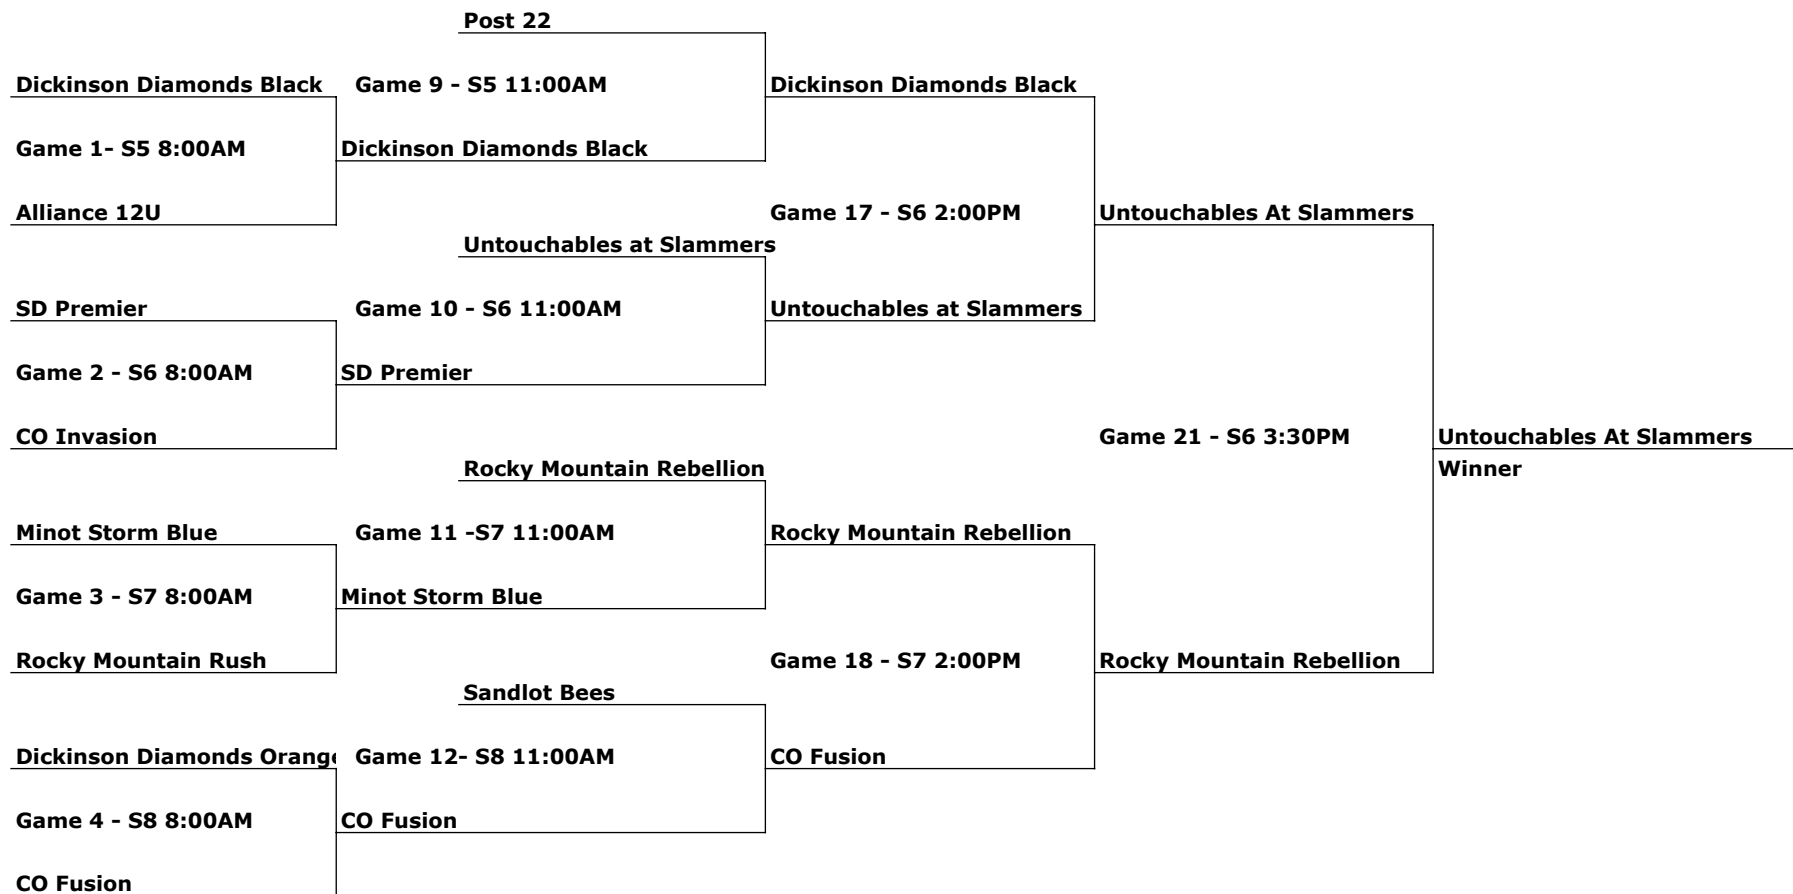 Post 22
Dickinson Diamonds Black
Game 9 - S5 11:00AM
Dickinson Diamonds Black
Game 1- S5 8:00AM
Dickinson Diamonds Black
Alliance 12U
Game 17 - S6 2:00PM
Untouchables At Slammers
Untouchables at Slammers
SD Premier
Game 10 - S6 11:00AM
Untouchables at Slammers
Game 2 - S6 8:00AM
SD Premier
CO Invasion
Game 21 - S6 3:30PM
Untouchables At Slammers
Rocky Mountain Rebellion
Winner
Minot Storm Blue
Game 11 -S7 11:00AM
Rocky Mountain Rebellion
Game 3 - S7 8:00AM
Minot Storm Blue
Rocky Mountain Rush
Game 18 - S7 2:00PM
Rocky Mountain Rebellion
Sandlot Bees
Dickinson Diamonds Orange
Game 12- S8 11:00AM
CO Fusion
Game 4 - S8 8:00AM
CO Fusion
CO Fusion